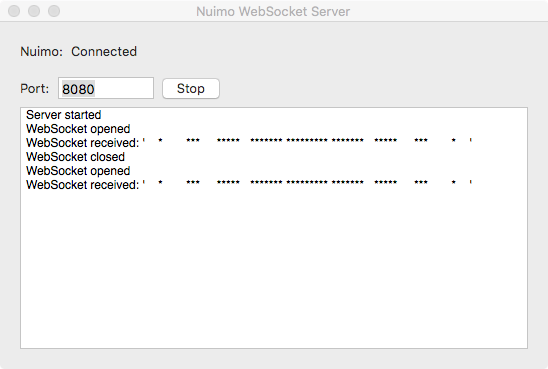 Nuimo WebSocket Server
Nuimo: Connected
Port: 8080 Stop
Server started
WebSocket opened
WebSocket received: '    *       ***     *****   ******* ********* *******   *****     ***       *    '
WebSocket closed
WebSocket opened
WebSocket received: '    *       ***     *****   ******* ********* *******   *****     ***       *    '